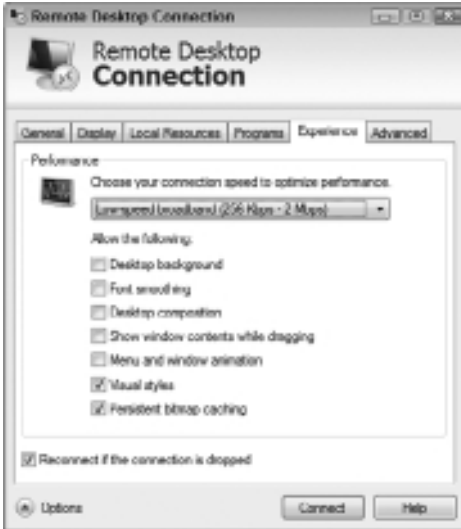 Remote Desktop Connection
Remote Desktop
Connection
General Display Local Resources Programs Experience Advanced
Performance
Choose your connection speed to optimize performance.
Low-speed broadband (256 Kbps - 2 Mbps)
Allow the following:
Desktop background
Font smoothing
Desktop composition
Show window contents while dragging
Menu and window animation
Visual styles
Persistent bitmap caching
Reconnect if the connection is dropped
Options Connect Help